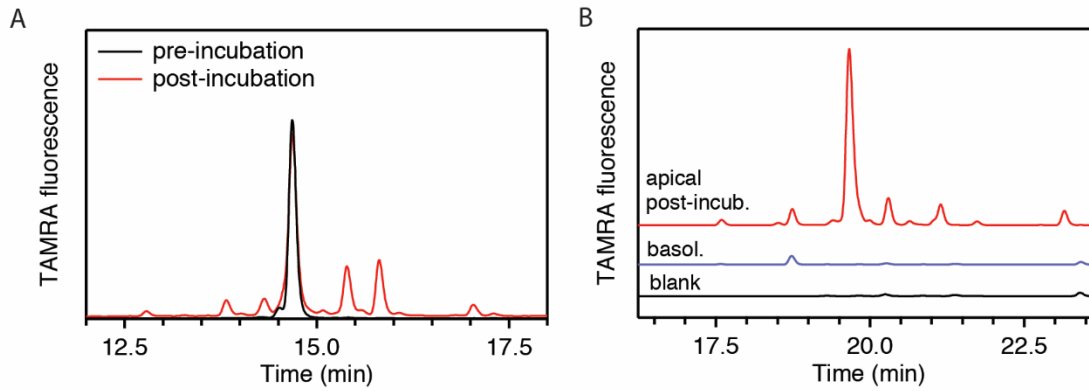 A
TAMRA fluorescence
pre-incubation
post-incubation
12.5 15.0 17.5
Time (min)
B
TAMRA fluorescence
apical
post-incub.
basol.
blank
17.5 20.0 22.5
Time (min)